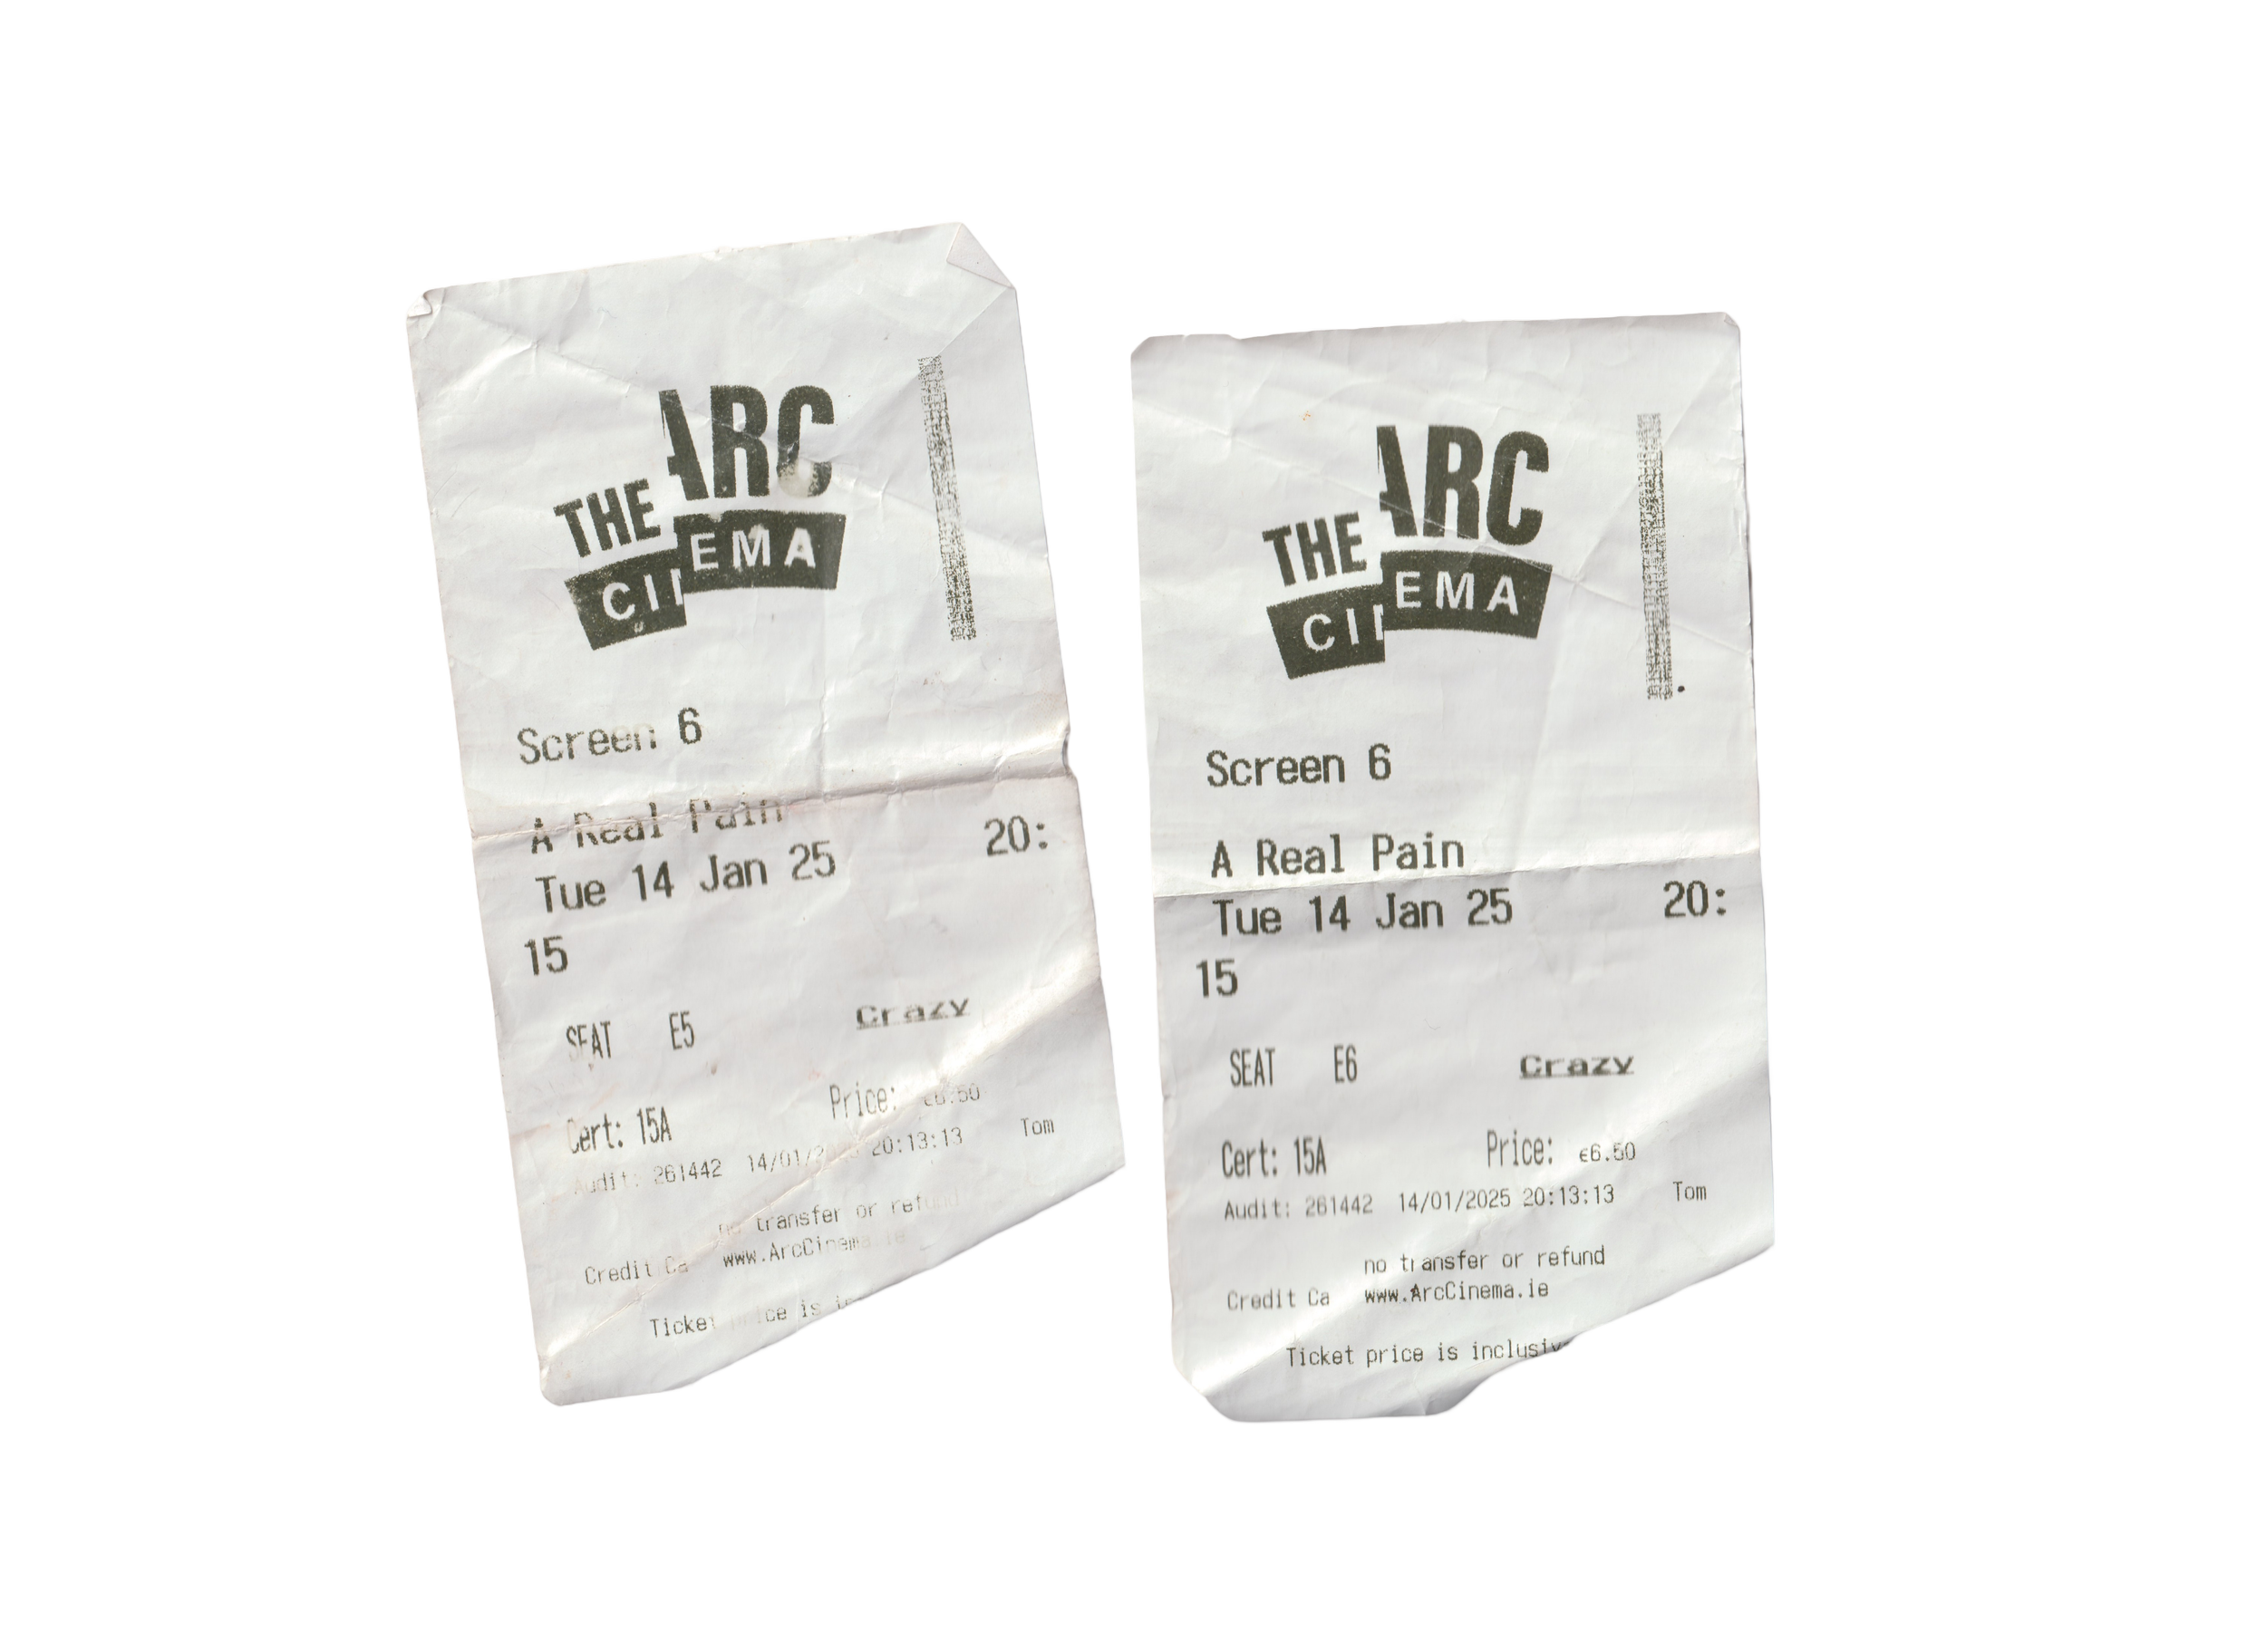 THE ARC
CINEMA
Screen 6
A Real Pain
Tue 14 Jan 25 20:
15
SEAT E5 Crazy
Cert: 15A Price: €6.50
Audit: 261442 14/01/2 20:13:13 Tom
no transfer or refund
Credit Ca www.ArcCinema.ie
Ticket is
THE ARC
CINEMA
Screen 6
A Real Pain
Tue 14 Jan 25 20:
15
SEAT E6 Crazy
Cert: 15A Price: €6.50
Audit: 261442 14/01/2025 20:13:13 Tom
no transfer or refund
Credit Ca www.ArcCinema.ie
Ticket price is inclusiv